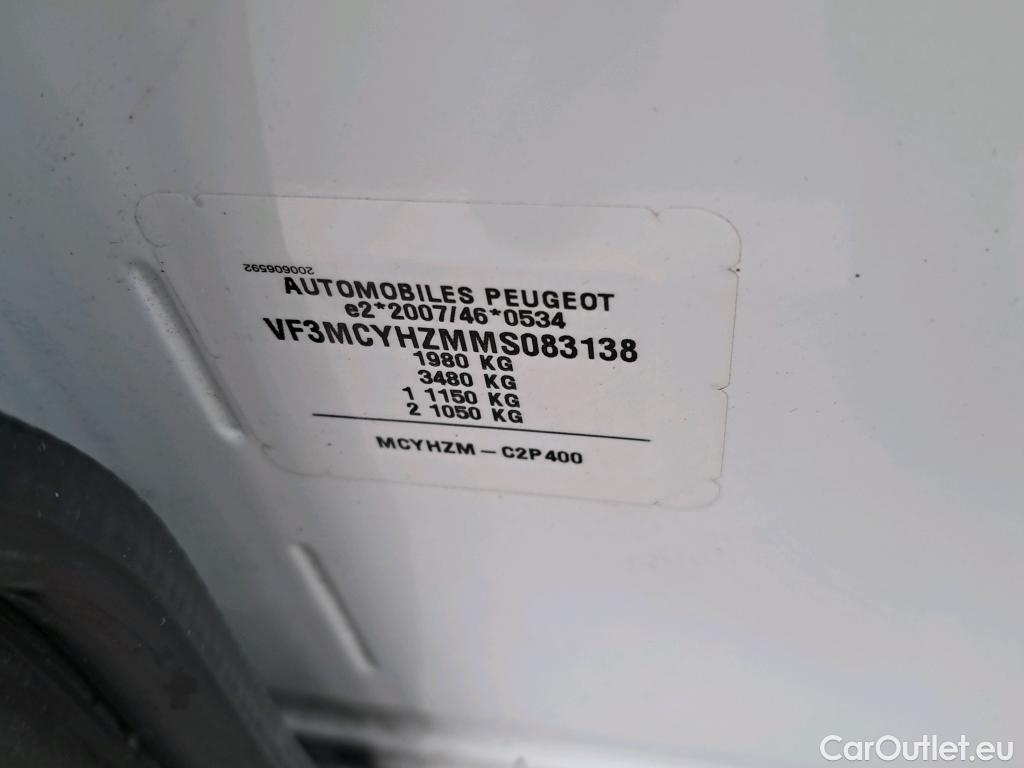 200606592
AUTOMOBILES PEUGEOT
e2*2007/46*0534
VF3MCYHZMMS083138
1980 KG
3480 KG
1 1150 KG
2 1050 KG
MCYHZM - C2P400
CarOutlet.eu